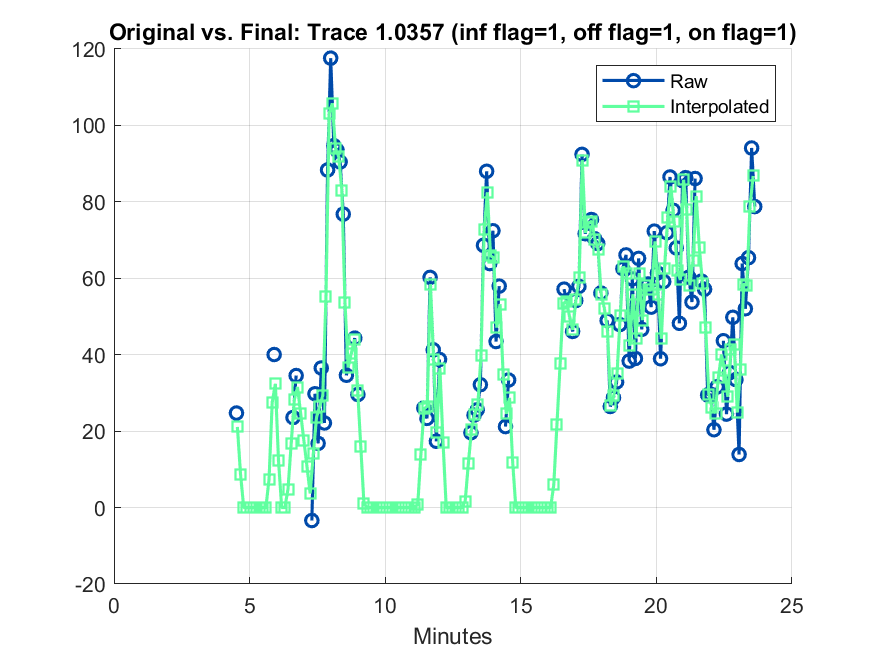 Original vs. Final: Trace 1.0357 (inf flag=1, off flag=1, on flag=1)
120
100
80
60
40
20
0
-20
Raw
Interpolated
0 5 10 15 20 25
Minutes